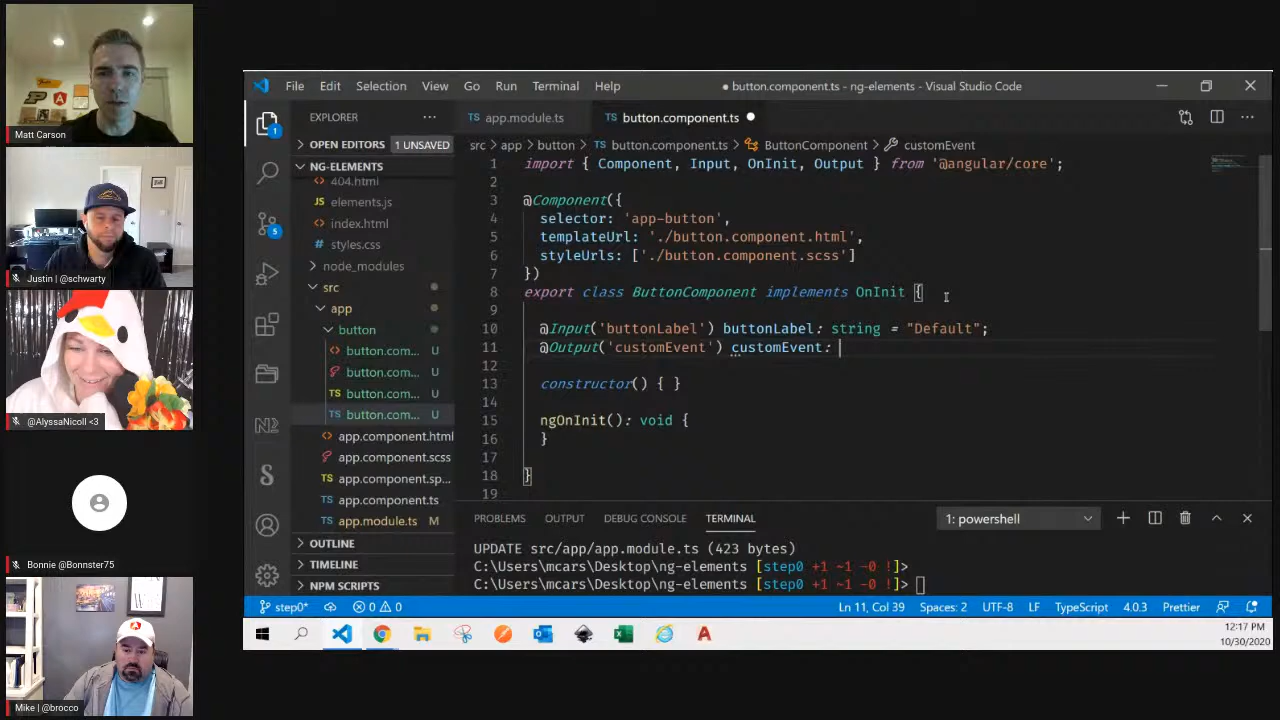 Matt Carson
Justin | @schwarty
@AlyssaNicoll <3
Bonnie @Bonnster75
Mike | @brocco
File Edit Selection View Go Run Terminal Help
● button.component.ts - ng-elements - Visual Studio Code
EXPLORER ···
TS app.module.ts
TS button.component.ts ●
OPEN EDITORS 1 UNSAVED
NG-ELEMENTS
404.html
elements.js
index.html
styles.css
node_modules
src
app
button
button.com... U
button.com... U
button.com... U
TS button.com... U
app.component.html
app.component.scss
TS app.component.sp...
TS app.component.ts
TS app.module.ts M
OUTLINE
TIMELINE
NPM SCRIPTS
1
5
src > app > button > TS button.component.ts > ButtonComponent > customEvent
1 import { Component, Input, OnInit, Output } from '@angular/core';
2
3 @Component({
4 selector: 'app-button',
5 templateUrl: './button.component.html',
6 styleUrls: ['./button.component.scss']
7 })
8 export class ButtonComponent implements OnInit {
9
10 @Input('buttonLabel') buttonLabel: string = "Default";
11 @Output('customEvent') customEvent:
12
13 constructor() { }
14
15 ngOnInit(): void {
16 }
17
18 }
19
PROBLEMS OUTPUT DEBUG CONSOLE TERMINAL 1: powershell
UPDATE src/app/app.module.ts (423 bytes)
C:\Users\mcars\Desktop\ng-elements [step0 +1 ~1 -0 !]>
C:\Users\mcars\Desktop\ng-elements [step0 +1 ~1 -0 !]>
step0* 0 0 Ln 11, Col 39 Spaces: 2 UTF-8 LF TypeScript 4.0.3 Prettier
12:17 PM
10/30/2020